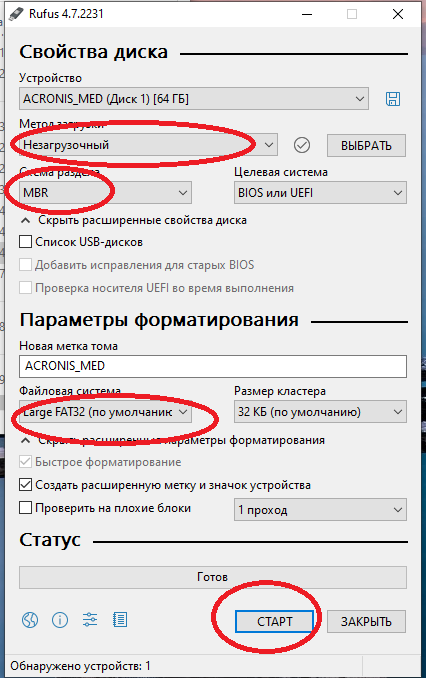 Rufus 4.7.2231
Свойства диска
Устройство
ACRONIS_MED (Диск 1) [64 ГБ]
Метод загрузки
Незагрузочный
ВЫБРАТЬ
Схема раздела
Целевая система
MBR
BIOS или UEFI
Скрыть расширенные свойства диска
Список USB-дисков
Добавить исправления для старых BIOS
Проверка носителя UEFI во время выполнения
Параметры форматирования
Новая метка тома
ACRONIS_MED
Файловая система
Размер кластера
Large FAT32 (по умолчанию
32 КБ (по умолчанию)
Скрыть расширенные параметры форматирования
Быстрое форматирование
Создать расширенную метку и значок устройства
Проверить на плохие блоки
1 проход
Статус
Готов
СТАРТ
ЗАКРЫТЬ
Обнаружено устройств: 1